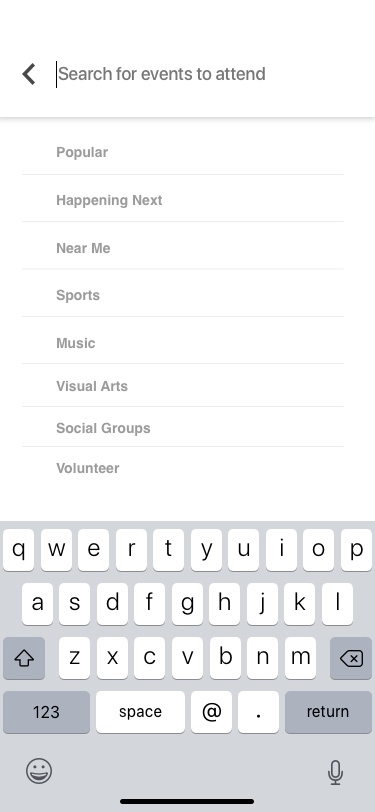 Search for events to attend
Popular
Happening Next
Near Me
Sports
Music
Visual Arts
Social Groups
Volunteer
q w e r t y u i o p
a s d f g h j k l
z x c v b n m
123 space @ . return